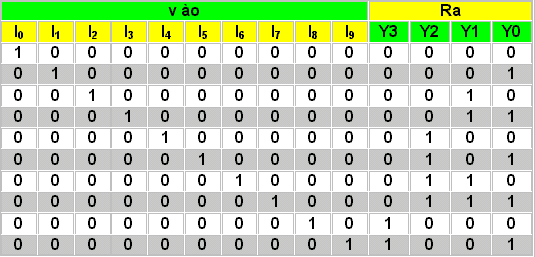 v ào Ra
I₀ I₁ I₂ I₃ I₄ I₅ I₆ I₇ I₈ I₉ Y3 Y2 Y1 Y0
1 0 0 0 0 0 0 0 0 0 0 0 0 0
0 1 0 0 0 0 0 0 0 0 0 0 0 1
0 0 1 0 0 0 0 0 0 0 0 0 1 0
0 0 0 1 0 0 0 0 0 0 0 0 1 1
0 0 0 0 1 0 0 0 0 0 0 1 0 0
0 0 0 0 0 1 0 0 0 0 0 1 0 1
0 0 0 0 0 0 1 0 0 0 0 1 1 0
0 0 0 0 0 0 0 1 0 0 0 1 1 1
0 0 0 0 0 0 0 0 1 0 1 0 0 0
0 0 0 0 0 0 0 0 0 1 1 0 0 1